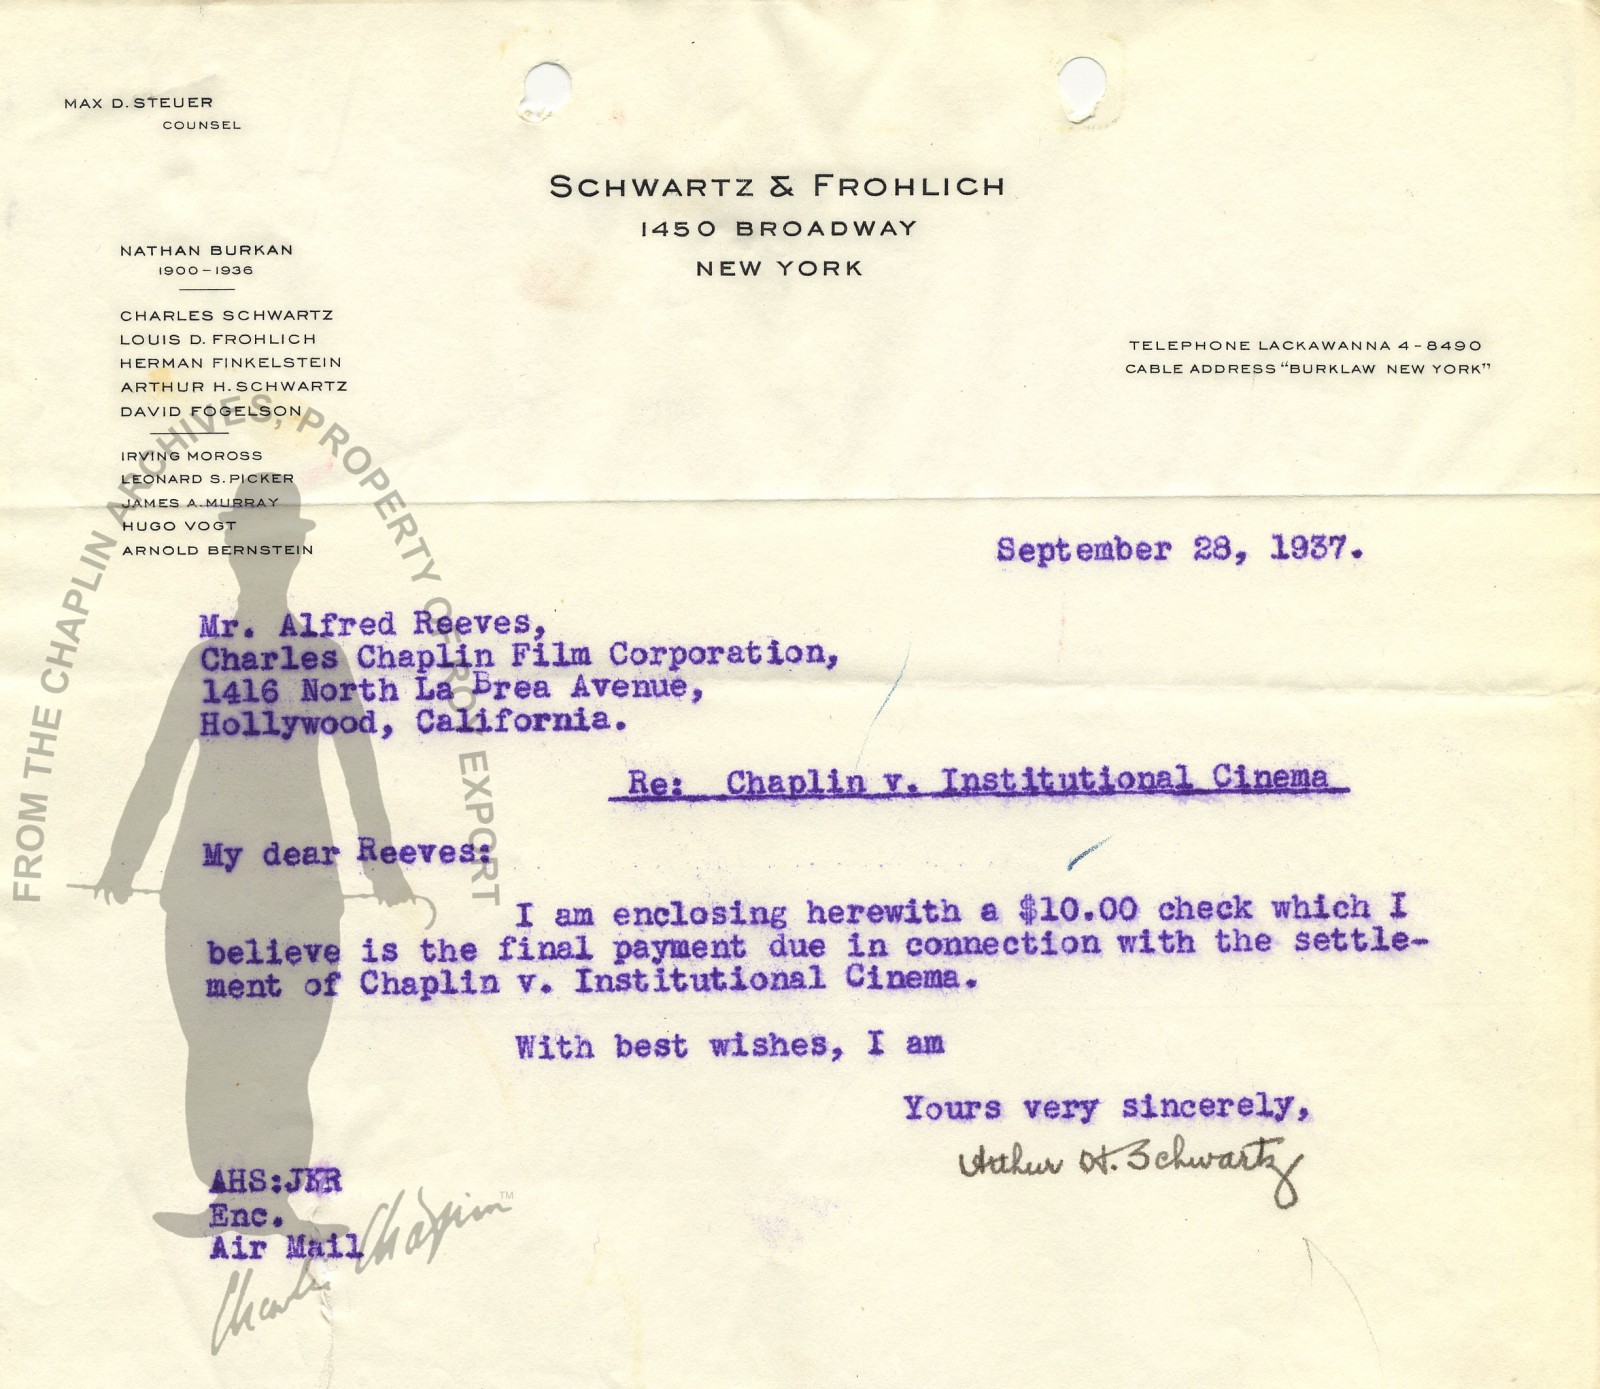 MAX D. STEUER
COUNSEL
SCHWARTZ & FROHLICH
1450 BROADWAY
NEW YORK
NATHAN BURKAN
1900-1936
CHARLES SCHWARTZ
LOUIS D. FROHLICH
HERMAN FINKELSTEIN
ARTHUR H. SCHWARTZ
DAVID FOGELSON
IRVING MOROSS
LEONARD S. PICKER
JAMES A. MURRAY
HUGO VOGT
ARNOLD BERNSTEIN
TELEPHONE LACKAWANNA 4-8490
CABLE ADDRESS "BURKLAW NEW YORK"
September 28, 1937.
Mr. Alfred Reeves,
Charles Chaplin Film Corporation,
1416 North La Brea Avenue,
Hollywood, California.
Re: Chaplin v. Institutional Cinema
My dear Reeves:
I am enclosing herewith a $10.00 check which I
believe is the final payment due in connection with the settle-
ment of Chaplin v. Institutional Cinema.
With best wishes, I am
Yours very sincerely,
Arthur H. Schwartz
AHS:JKR
Enc.
Air Mail
FROM THE CHAPLIN ARCHIVES, PROPERTY OF ROY EXPORT
Charles Chaplin™